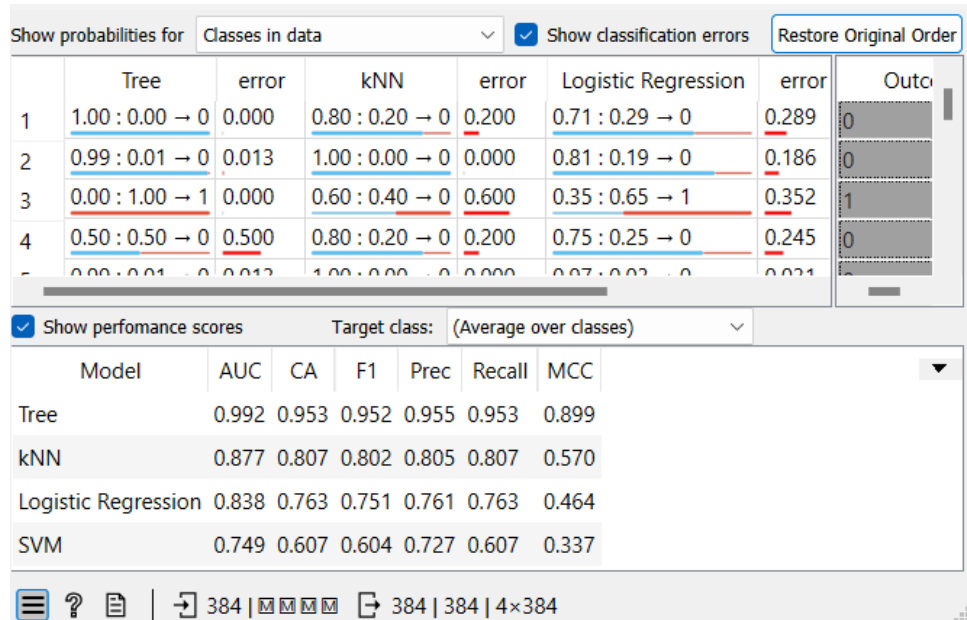 Show probabilities for Classes in data Show classification errors Restore Original Order
Tree error kNN error Logistic Regression error Outco
1 1.00 : 0.00 → 0 0.000 0.80 : 0.20 → 0 0.200 0.71 : 0.29 → 0 0.289 0
2 0.99 : 0.01 → 0 0.013 1.00 : 0.00 → 0 0.000 0.81 : 0.19 → 0 0.186 0
3 0.00 : 1.00 → 1 0.000 0.60 : 0.40 → 0 0.600 0.35 : 0.65 → 1 0.352 1
4 0.50 : 0.50 → 0 0.500 0.80 : 0.20 → 0 0.200 0.75 : 0.25 → 0 0.245 0
Show perfomance scores Target class: (Average over classes)
Model AUC CA F1 Prec Recall MCC
Tree 0.992 0.953 0.952 0.955 0.953 0.899
kNN 0.877 0.807 0.802 0.805 0.807 0.570
Logistic Regression 0.838 0.763 0.751 0.761 0.763 0.464
SVM 0.749 0.607 0.604 0.727 0.607 0.337
? 384 | M M M M 384 | 384 | 4×384